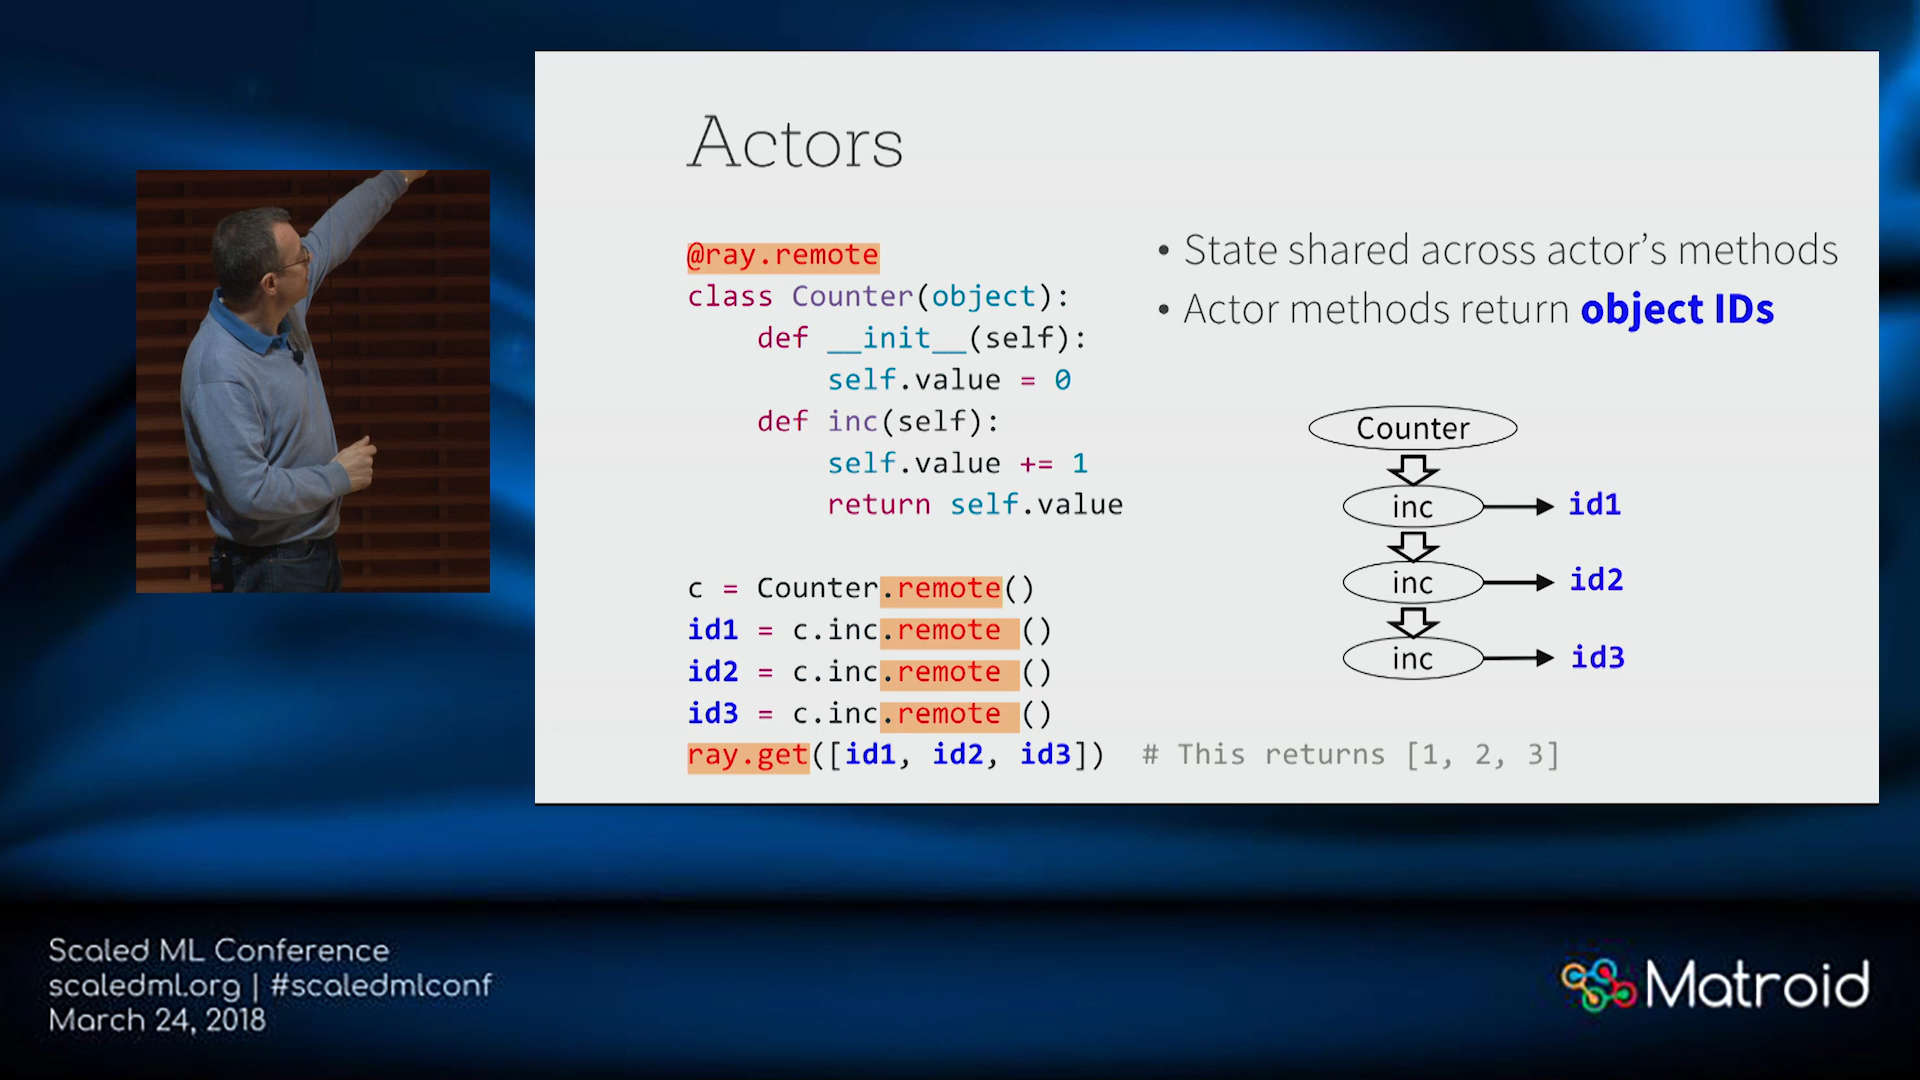 Actors
@ray.remote
class Counter(object):
def __init__(self):
self.value = 0
def inc(self):
self.value += 1
return self.value
c = Counter.remote()
id1 = c.inc.remote ()
id2 = c.inc.remote ()
id3 = c.inc.remote ()
ray.get([id1, id2, id3]) # This returns [1, 2, 3]
• State shared across actor’s methods
• Actor methods return object IDs
Counter
inc id1
inc id2
inc id3
Scaled ML Conference
scaledml.org | #scaledmlconf
March 24, 2018
Matroid